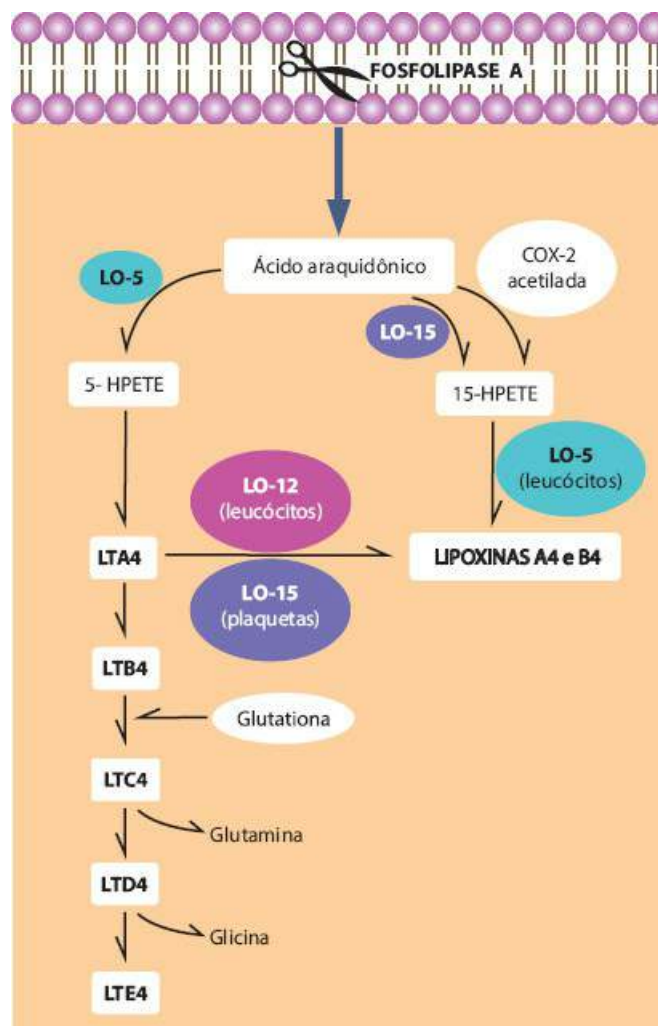 FOSFOLIPASE A
Ácido araquidônico
COX-2
acetilada
LO-5
LO-15
5- HPETE
15-HPETE
LO-5
(leucócitos)
LO-12
(leucócitos)
LTA4
LIPOXINAS A4 e B4
LO-15
(plaquetas)
LTB4
Glutationa
LTC4
Glutamina
LTD4
Glicina
LTE4